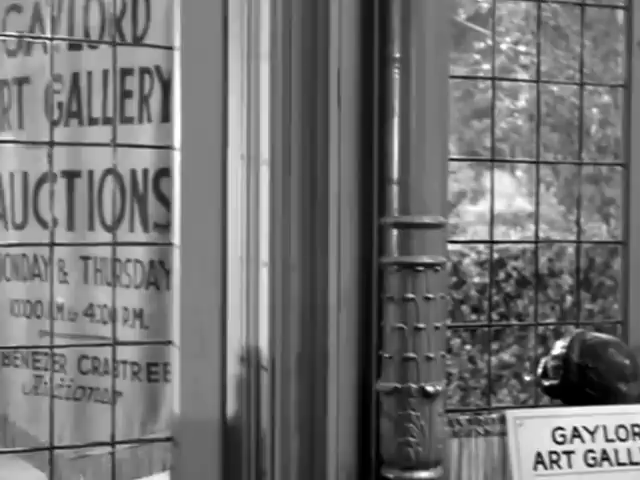 GAYLORD
ART GALLERY
AUCTIONS
MONDAY & THURSDAY
10:00 A.M. to 4:00 P.M.
EBENEZER CRABTREE
GAYLOR
ART GALL